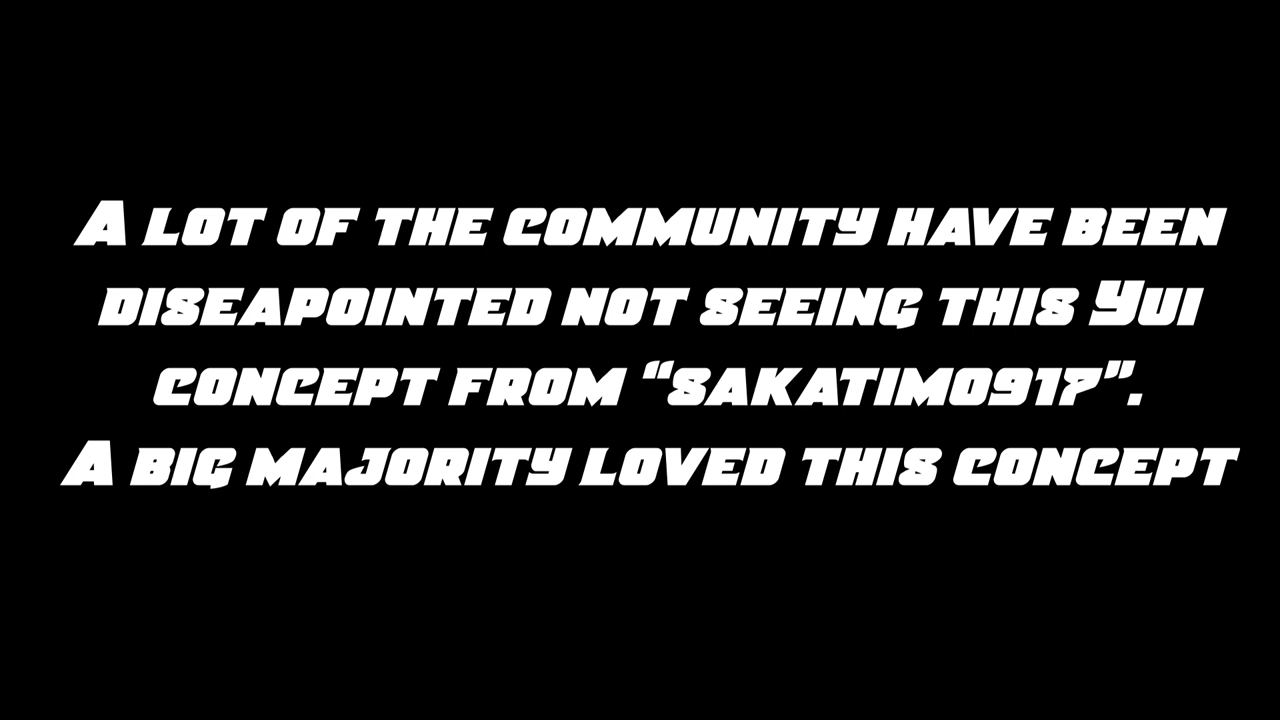 A lot of the community have been
diseapointed not seeing this Yui
concept from “sakatimo917”.
A big majority loved this concept